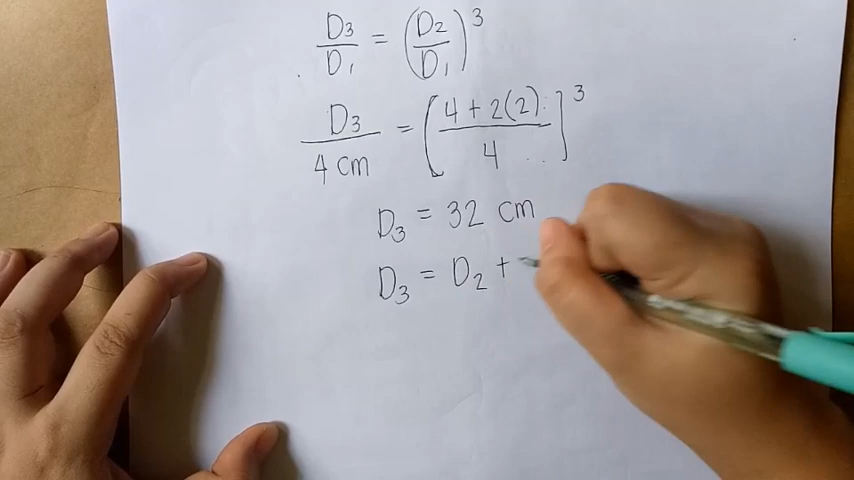 D₃/D₁ = (D₂/D₁)³
D₃/4 cm = [4 + 2(2)/4]³
D₃ = 32 cm
D₃ = D₂ +